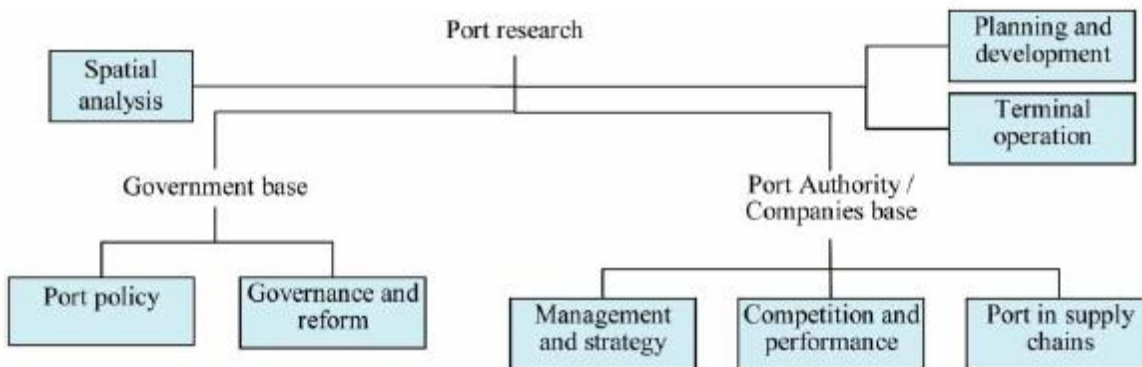 Port research
Spatial
analysis
Planning and
development
Terminal
operation
Government base
Port Authority /
Companies base
Port policy
Governance and
reform
Management
and strategy
Competition and
performance
Port in supply
chains